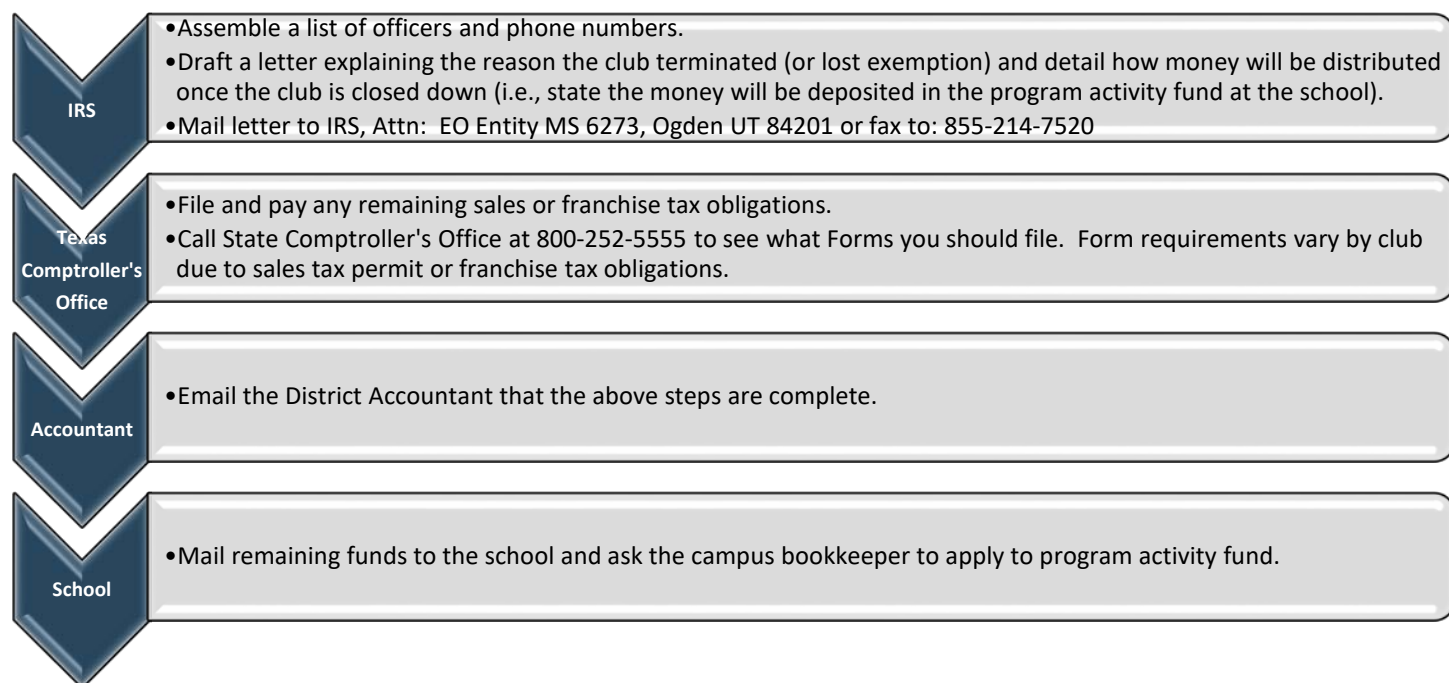 •Assemble a list of officers and phone numbers.
•Draft a letter explaining the reason the club terminated (or lost exemption) and detail how money will be distributed
once the club is closed down (i.e., state the money will be deposited in the program activity fund at the school).
•Mail letter to IRS, Attn:  EO Entity MS 6273, Ogden UT 84201 or fax to: 855-214-7520
IRS
•File and pay any remaining sales or franchise tax obligations.
•Call State Comptroller's Office at 800-252-5555 to see what Forms you should file.  Form requirements vary by club
due to sales tax permit or franchise tax obligations.
Texas
Comptroller's
Office
•Email the District Accountant that the above steps are complete.
Accountant
•Mail remaining funds to the school and ask the campus bookkeeper to apply to program activity fund.
School